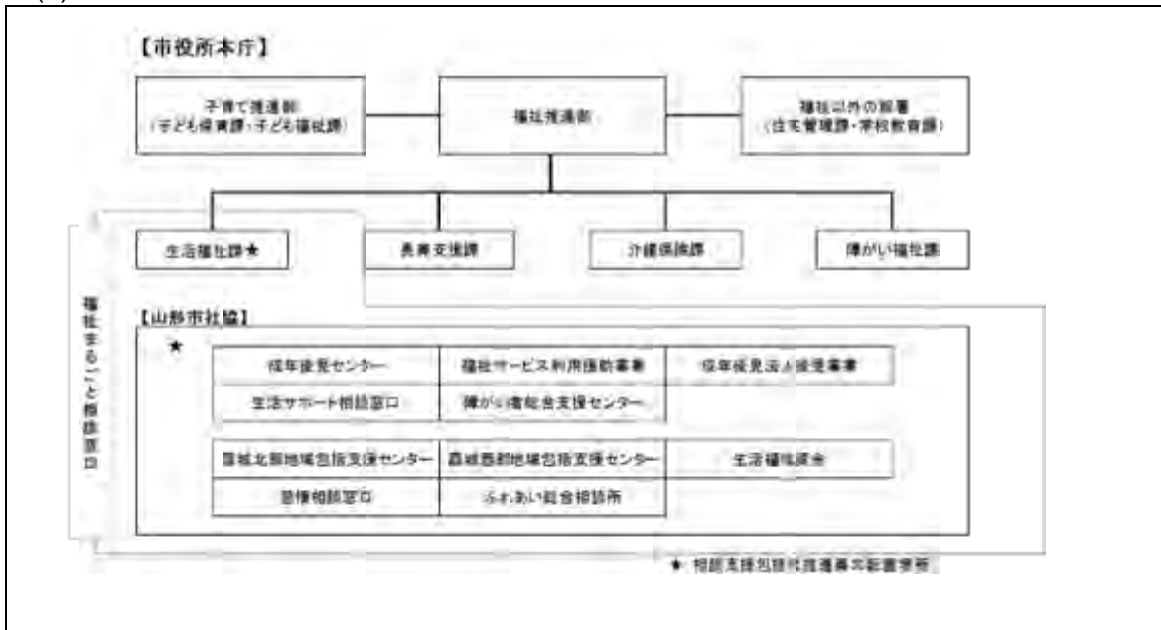 【市役所本庁】
子育て推進部
(子ども保育課・子ども福祉課)
福祉推進部
福祉以外の部署
(住宅管理課・学校教育課)
生活福祉課★
長寿支援課
介護保険課
障がい福祉課
福祉まるごと相談窓口
【山形市社協】
★
成年後見センター
福祉サービス利用援助事業
成年後見法人後見事業
生活サポート相談窓口
障がい者総合支援センター
霞城北部地域包括支援センター
霞城西部地域包括支援センター
生活福祉資金
相談窓口
ふれあい総合相談所
★ 相談支援包括化推進員の配置場所